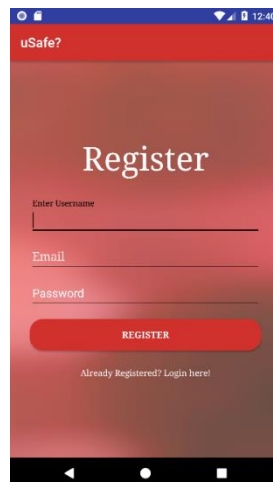 12:40
uSafe?
Register
Enter Username
Email
Password
REGISTER
Already Registered? Login here!